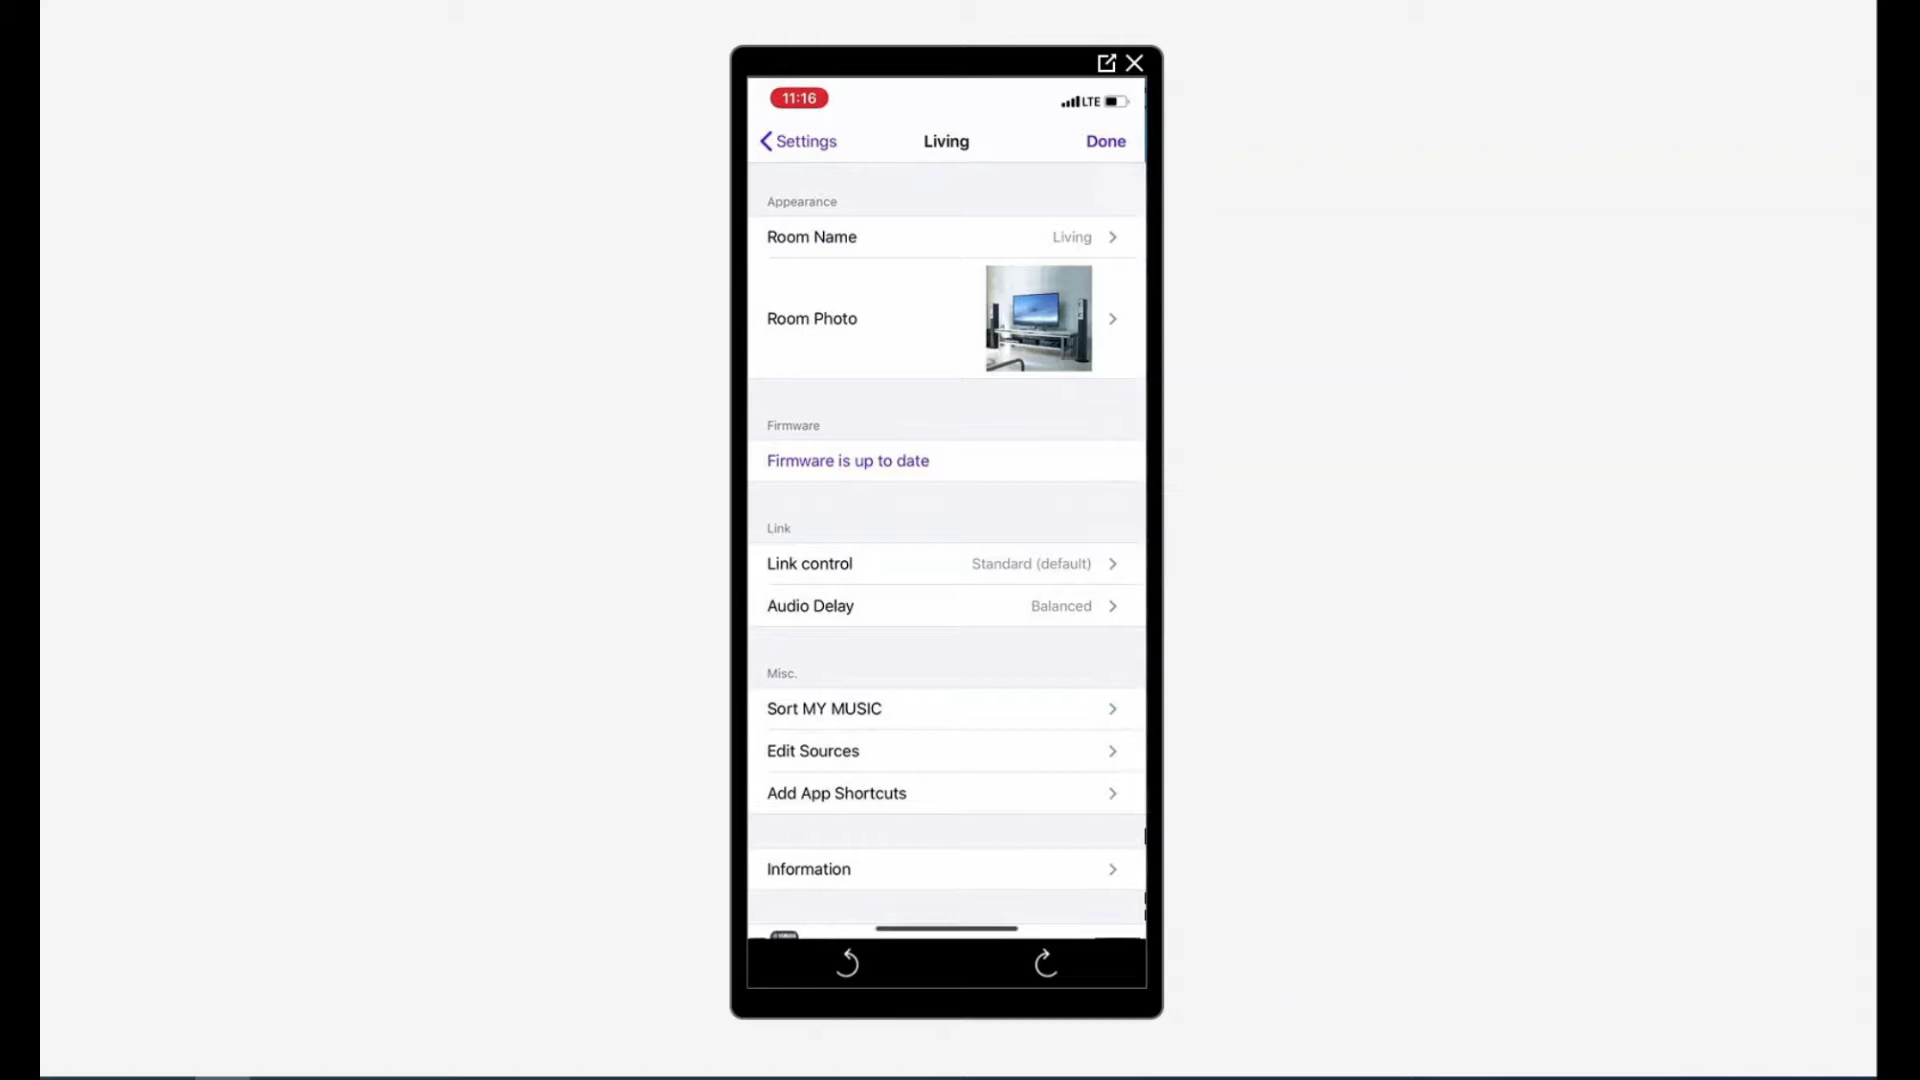 11:16
LTE
Settings
Living
Done
Appearance
Room Name
Living
Room Photo
Firmware
Firmware is up to date
Link
Link control
Standard (default)
Audio Delay
Balanced
Misc.
Sort MY MUSIC
Edit Sources
Add App Shortcuts
Information